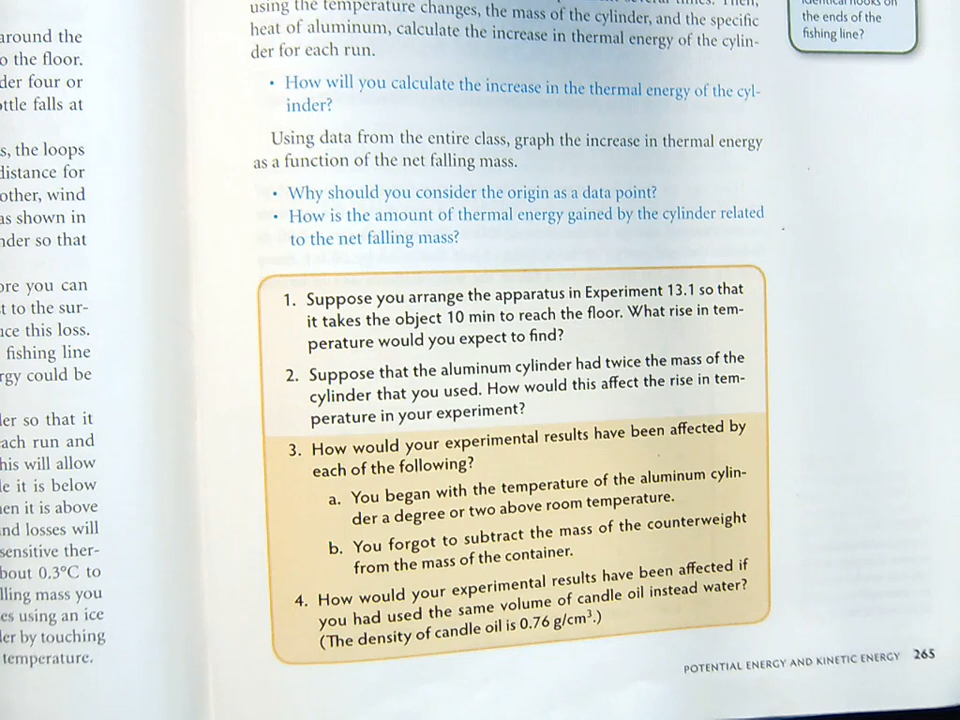 around the
o the floor.
der four or
ottle falls at
s, the loops
distance for
other, wind
as shown in
nder so that
ore you can
t to the sur-
ace this loss.
fishing line
rgy could be
ler so that it
ach run and
his will allow
le it is below
en it is above
and losses will
sensitive ther-
bout 0.3°C to
lling mass you
es using an ice
der by touching
temperature.
using the temperature changes, the mass of the cylinder, and the specific
heat of aluminum, calculate the increase in thermal energy of the cylin-
der for each run.
• How will you calculate the increase in the thermal energy of the cyl-
inder?
Using data from the entire class, graph the increase in thermal energy
as a function of the net falling mass.
• Why should you consider the origin as a data point?
• How is the amount of thermal energy gained by the cylinder related
to the net falling mass?
identical hooks on
the ends of the
fishing line?
1. Suppose you arrange the apparatus in Experiment 13.1 so that
it takes the object 10 min to reach the floor. What rise in tem-
perature would you expect to find?
2. Suppose that the aluminum cylinder had twice the mass of the
cylinder that you used. How would this affect the rise in tem-
perature in your experiment?
3. How would your experimental results have been affected by
each of the following?
a. You began with the temperature of the aluminum cylin-
der a degree or two above room temperature.
b. You forgot to subtract the mass of the counterweight
from the mass of the container.
4. How would your experimental results have been affected if
you had used the same volume of candle oil instead water?
(The density of candle oil is 0.76 g/cm³.)
POTENTIAL ENERGY AND KINETIC ENERGY 265